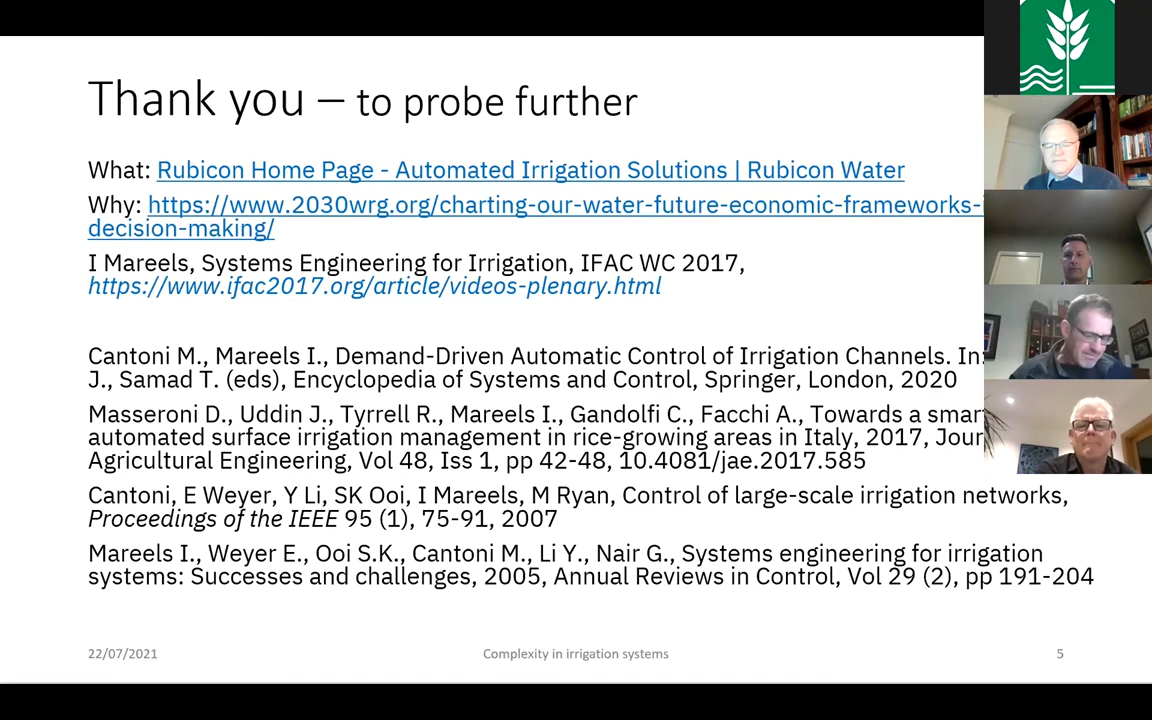 Thank you – to probe further
What: Rubicon Home Page - Automated Irrigation Solutions | Rubicon Water
Why: https://www.2030wrg.org/charting-our-water-future-economic-frameworks-
decision-making/
I Mareels, Systems Engineering for Irrigation, IFAC WC 2017,
https://www.ifac2017.org/article/videos-plenary.html
Cantoni M., Mareels I., Demand-Driven Automatic Control of Irrigation Channels. In:
J., Samad T. (eds), Encyclopedia of Systems and Control, Springer, London, 2020
Masseroni D., Uddin J., Tyrrell R., Mareels I., Gandolfi C., Facchi A., Towards a smar
automated surface irrigation management in rice-growing areas in Italy, 2017, Jour
Agricultural Engineering, Vol 48, Iss 1, pp 42-48, 10.4081/jae.2017.585
Cantoni, E Weyer, Y Li, SK Ooi, I Mareels, M Ryan, Control of large-scale irrigation networks,
Proceedings of the IEEE 95 (1), 75-91, 2007
Mareels I., Weyer E., Ooi S.K., Cantoni M., Li Y., Nair G., Systems engineering for irrigation
systems: Successes and challenges, 2005, Annual Reviews in Control, Vol 29 (2), pp 191-204
22/07/2021
Complexity in irrigation systems
5